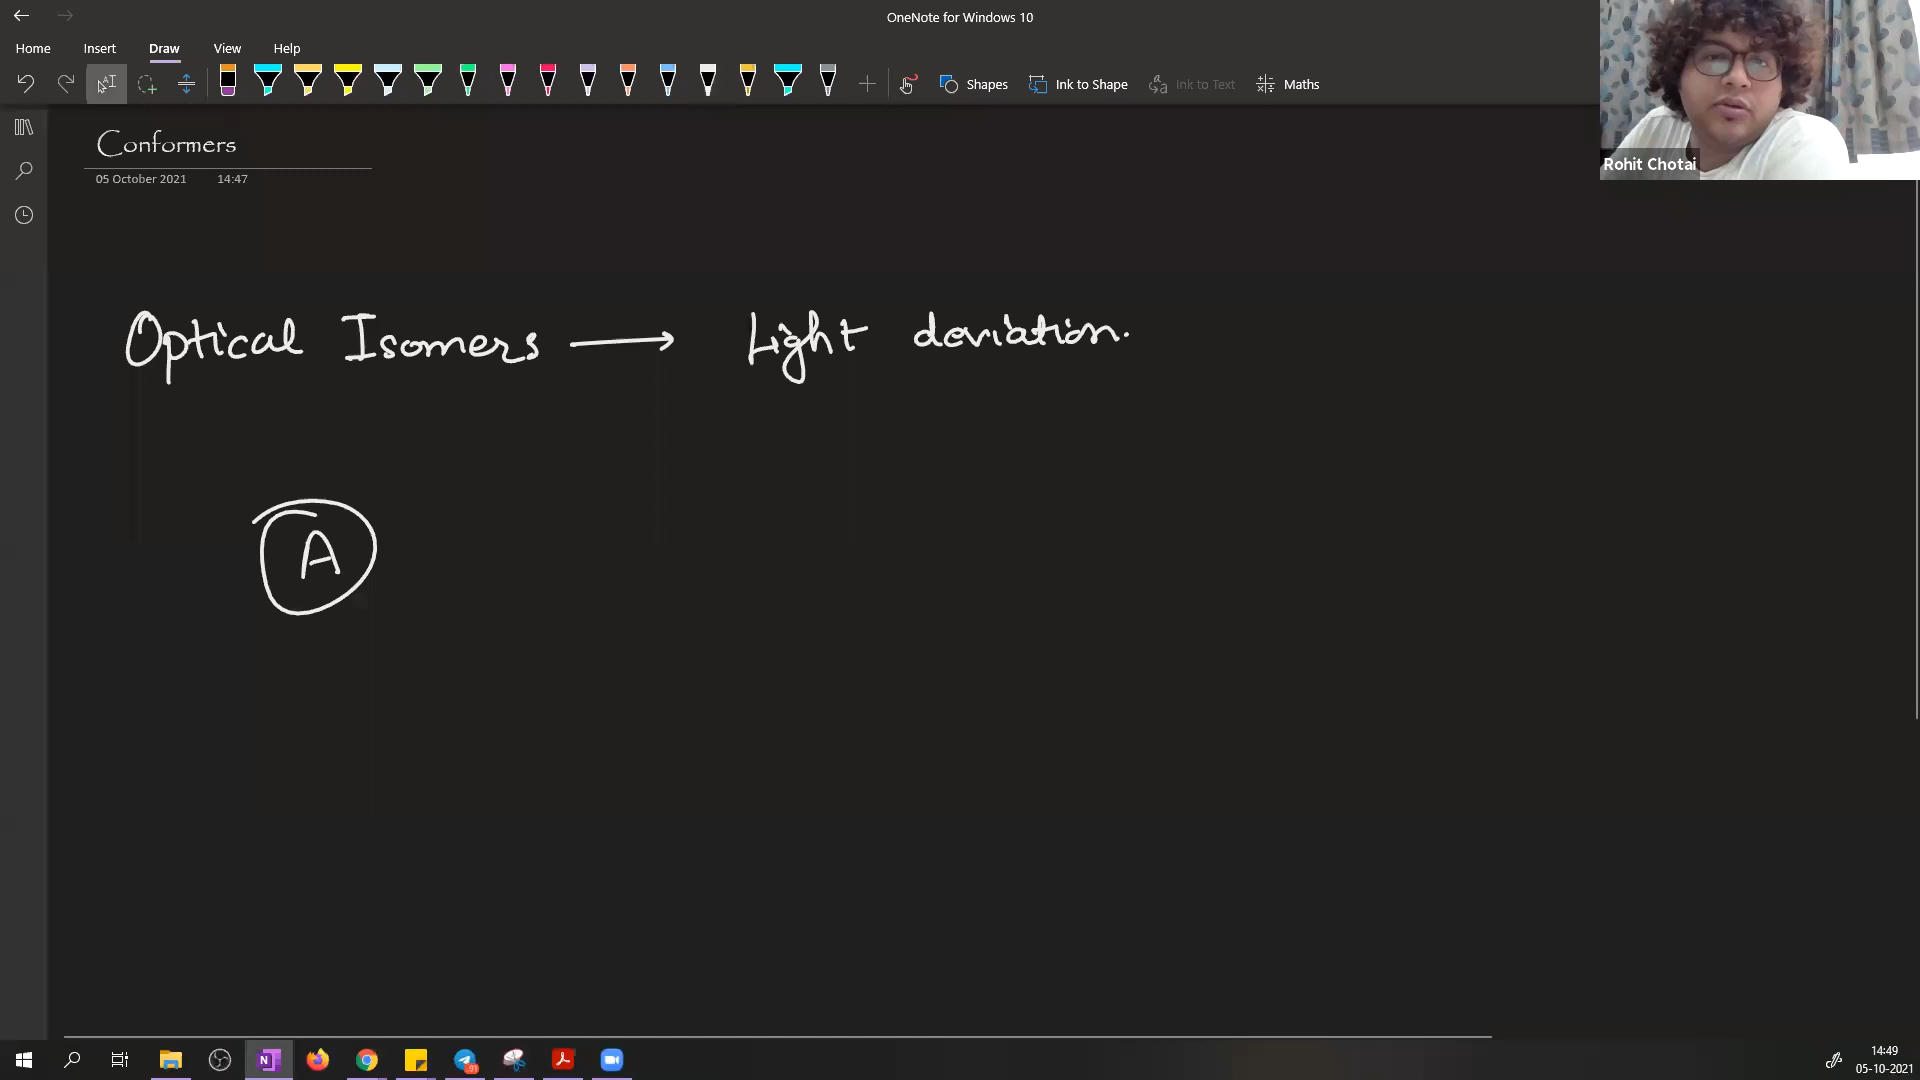 OneNote for Windows 10
Home Insert Draw View Help
Shapes Ink to Shape Ink to Text Maths
Rohit Chotai
Conformers
05 October 2021 14:47
Optical Isomers → Light deviation.
A
14:49
05-10-2021